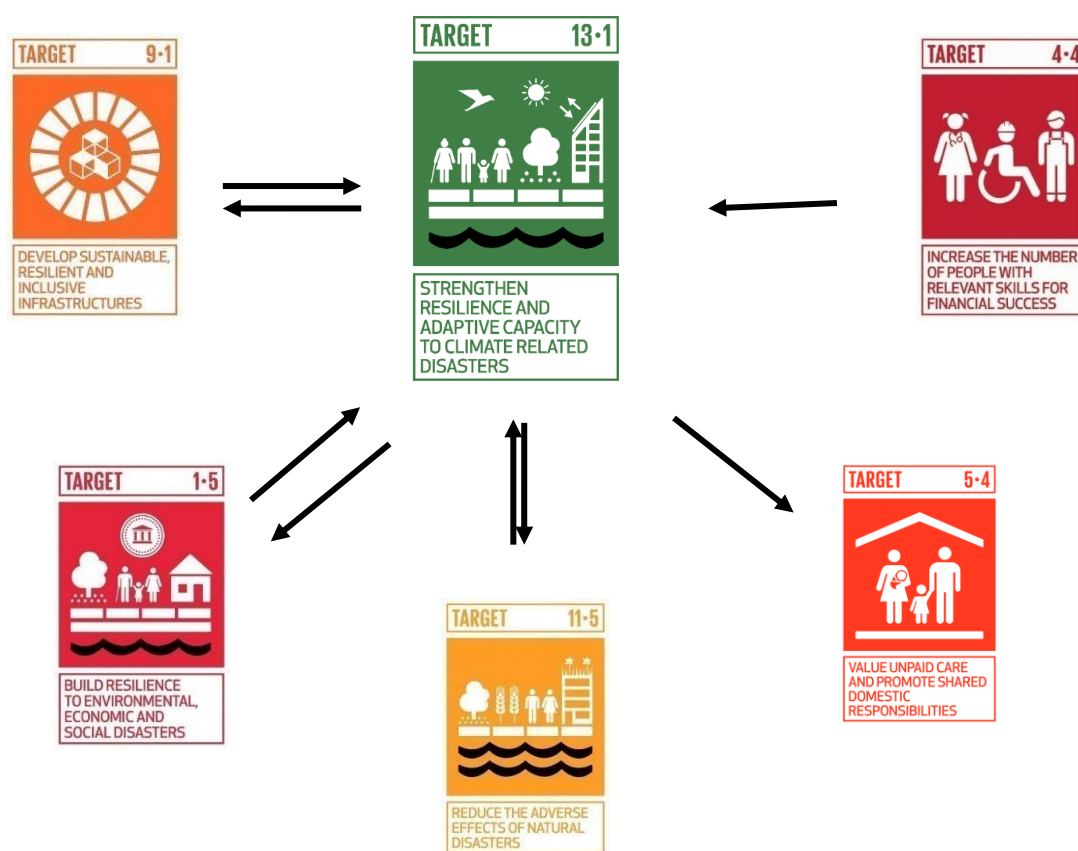 TARGET 9·1
DEVELOP SUSTAINABLE,
RESILIENT AND
INCLUSIVE
INFRASTRUCTURES
TARGET 13·1
STRENGTHEN
RESILIENCE AND
ADAPTIVE CAPACITY
TO CLIMATE RELATED
DISASTERS
TARGET 4·4
INCREASE THE NUMBER
OF PEOPLE WITH
RELEVANT SKILLS FOR
FINANCIAL SUCCESS
TARGET 1·5
BUILD RESILIENCE
TO ENVIRONMENTAL,
ECONOMIC AND
SOCIAL DISASTERS
TARGET 11·5
REDUCE THE ADVERSE
EFFECTS OF NATURAL
DISASTERS
TARGET 5·4
VALUE UNPAID CARE
AND PROMOTE SHARED
DOMESTIC
RESPONSIBILITIES